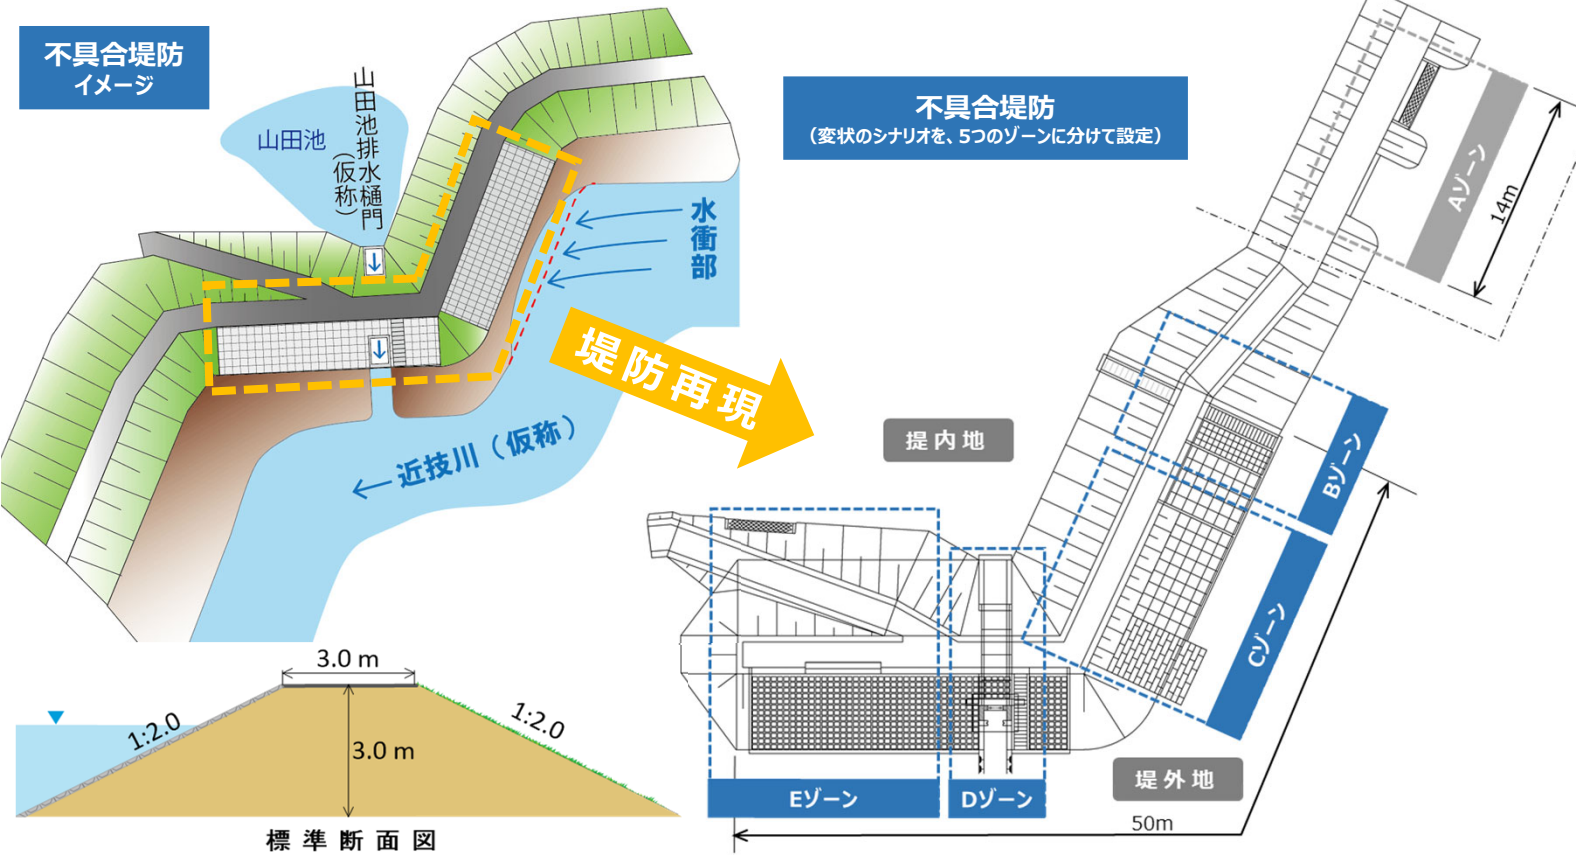 不具合堤防
イメージ
山田池
山田池排水樋門
（仮称）
水衝部
近技川（仮称）
堤防再現
不具合堤防
（変状のシナリオを、5つのゾーンに分けて設定）
Aゾーン
14m
堤内地
Bゾーン
Cゾーン
Eゾーン
Dゾーン
堤外地
50m
3.0 m
1:2.0
3.0 m
1:2.0
標準断面図